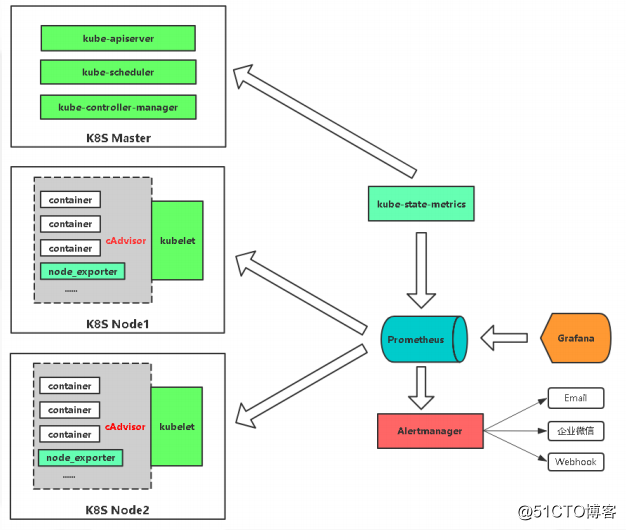 kube-apiserver
kube-scheduler
kube-controller-manager
K8S Master
kube-state-metrics
container
container
container
cAdvisor
kubelet
node_exporter
......
K8S Node1
Prometheus
Grafana
container
container
container
cAdvisor
kubelet
node_exporter
......
K8S Node2
Alertmanager
Email
企业微信
Webhook
@51CTO博客